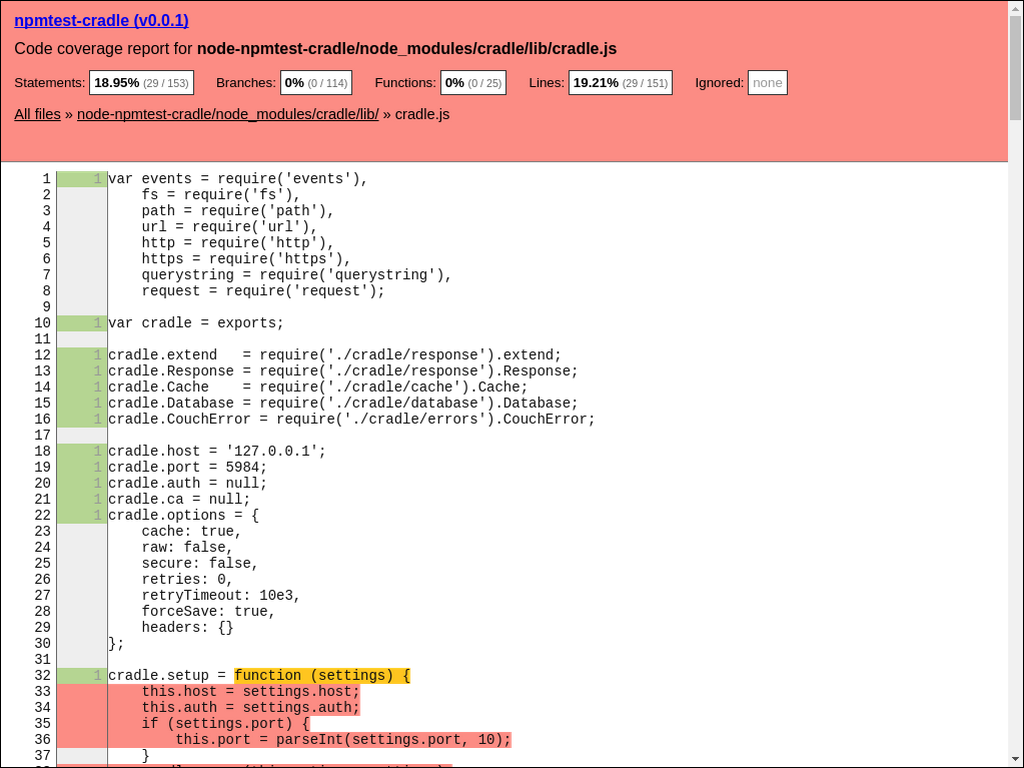 npmtest-cradle (v0.0.1)
Code coverage report for node-npmtest-cradle/node_modules/cradle/lib/cradle.js
Statements: 18.95% (29 / 153) Branches: 0% (0 / 114) Functions: 0% (0 / 25) Lines: 19.21% (29 / 151) Ignored: none
All files » node-npmtest-cradle/node_modules/cradle/lib/ » cradle.js
1 1 var events = require('events'),
2 fs = require('fs'),
3 path = require('path'),
4 url = require('url'),
5 http = require('http'),
6 https = require('https'),
7 querystring = require('querystring'),
8 request = require('request');
9
10 1 var cradle = exports;
11
12 1 cradle.extend   = require('./cradle/response').extend;
13 1 cradle.Response = require('./cradle/response').Response;
14 1 cradle.Cache    = require('./cradle/cache').Cache;
15 1 cradle.Database = require('./cradle/database').Database;
16 1 cradle.CouchError = require('./cradle/errors').CouchError;
17
18 1 cradle.host = '127.0.0.1';
19 1 cradle.port = 5984;
20 1 cradle.auth = null;
21 1 cradle.ca = null;
22 1 cradle.options = {
23 cache: true,
24 raw: false,
25 secure: false,
26 retries: 0,
27 retryTimeout: 10e3,
28 forceSave: true,
29 headers: {}
30 };
31
32 1 cradle.setup = function (settings) {
33 this.host = settings.host;
34 this.auth = settings.auth;
35 if (settings.port) {
36 this.port = parseInt(settings.port, 10);
37 }